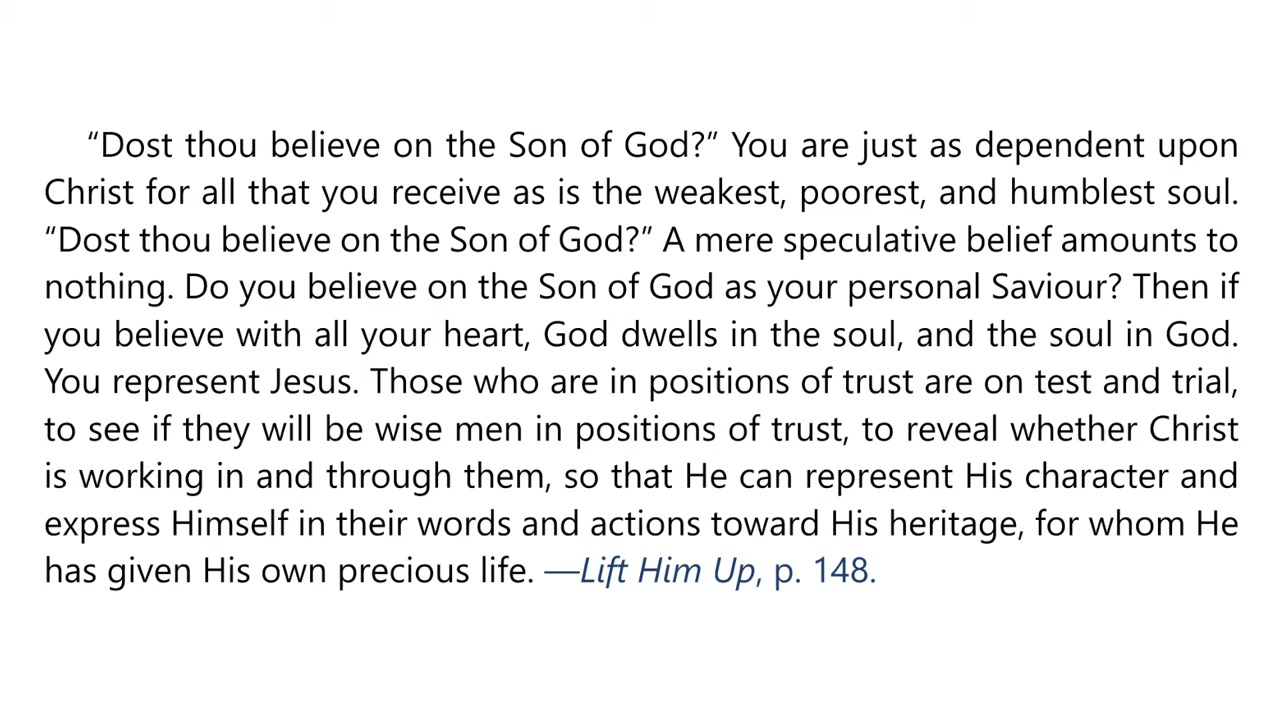 “Dost thou believe on the Son of God?” You are just as dependent upon
Christ for all that you receive as is the weakest, poorest, and humblest soul.
“Dost thou believe on the Son of God?” A mere speculative belief amounts to
nothing. Do you believe on the Son of God as your personal Saviour? Then if
you believe with all your heart, God dwells in the soul, and the soul in God.
You represent Jesus. Those who are in positions of trust are on test and trial,
to see if they will be wise men in positions of trust, to reveal whether Christ
is working in and through them, so that He can represent His character and
express Himself in their words and actions toward His heritage, for whom He
has given His own precious life. —Lift Him Up, p. 148.